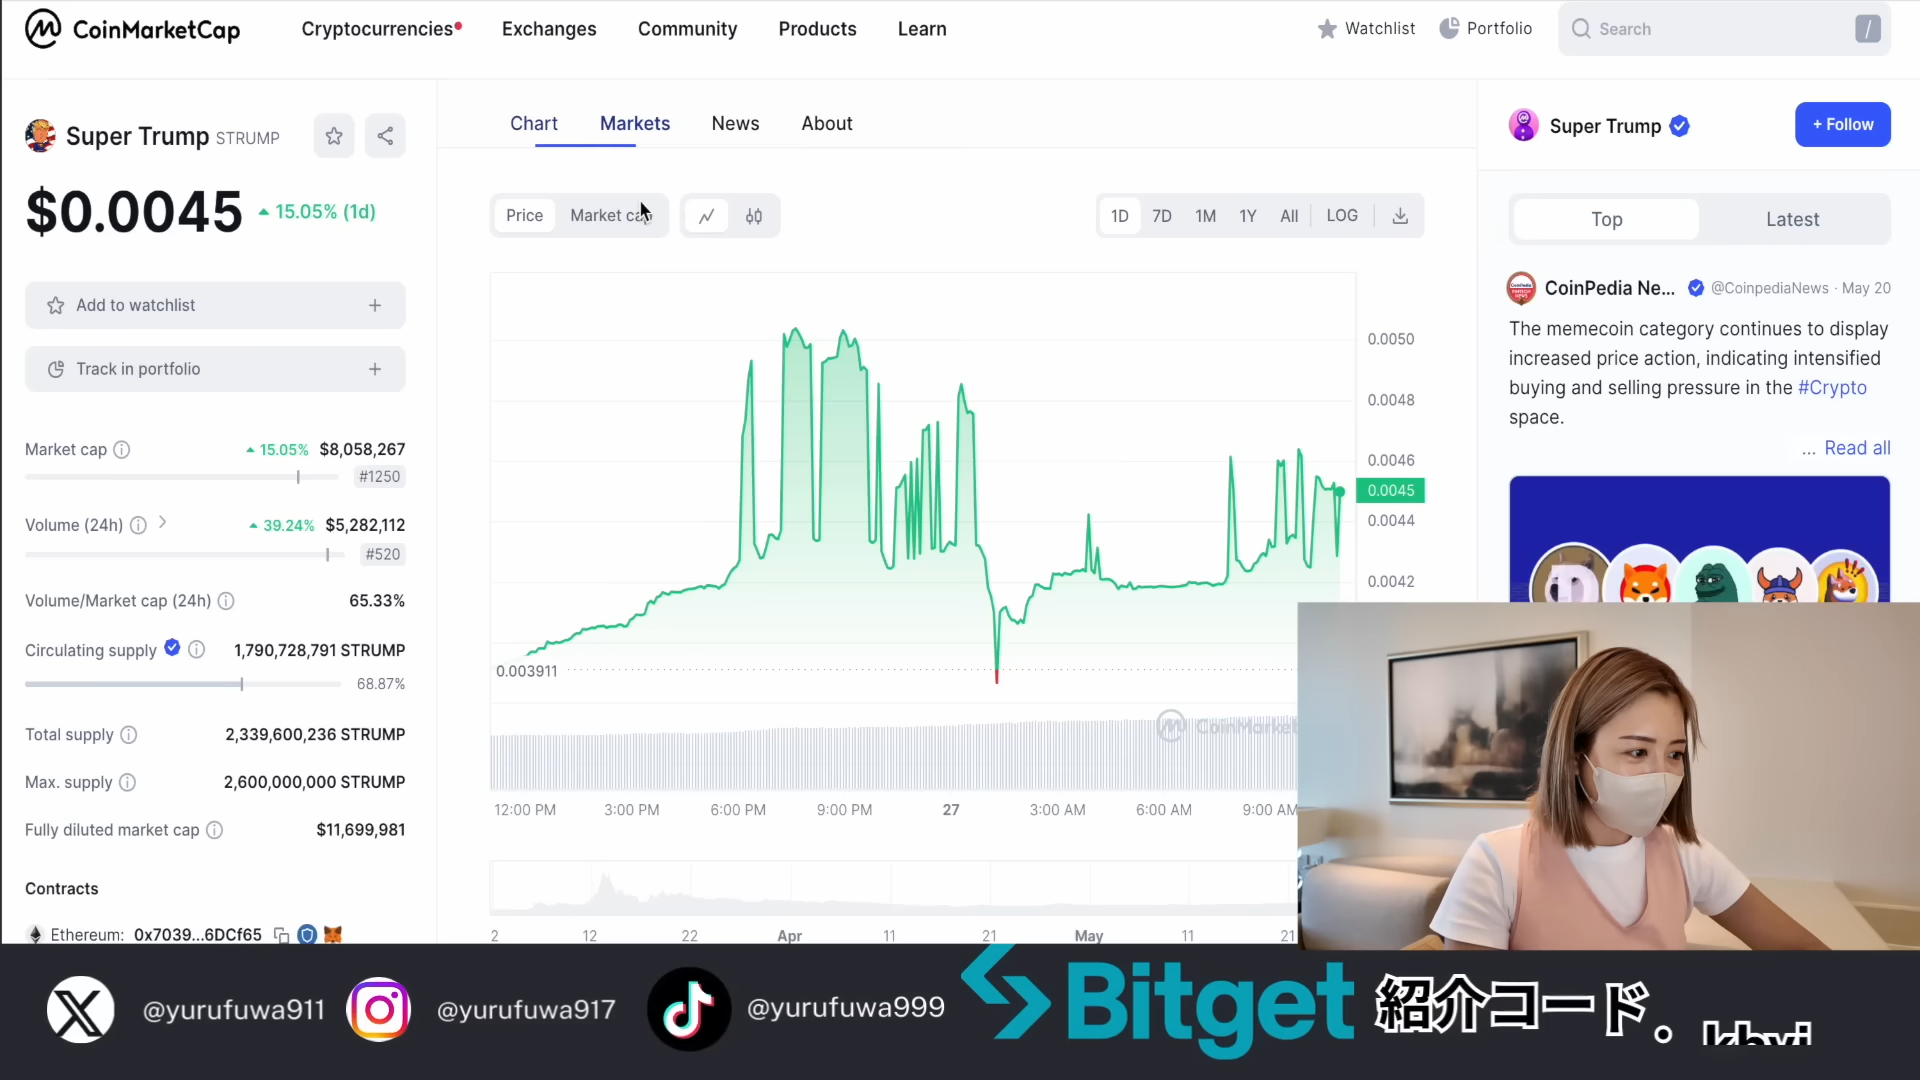 CoinMarketCap
Cryptocurrencies Exchanges Community Products Learn
Watchlist Portfolio Search /
Super Trump STRUMP
$0.0045 15.05% (1d)
Add to watchlist +
Track in portfolio +
Market cap 15.05% $8,058,267
#1250
Volume (24h) 39.24% $5,282,112
#520
Volume/Market cap (24h) 65.33%
Circulating supply 1,790,728,791 STRUMP
68.87%
Total supply 2,339,600,236 STRUMP
Max. supply 2,600,000,000 STRUMP
Fully diluted market cap $11,699,981
Contracts
Ethereum: 0x7039...6DCf65
Chart Markets News About
Price Market
1D 7D 1M 1Y All LOG
0.0050
0.0048
0.0046
0.0045
0.0044
0.0042
0.003911
CoinMarket
12:00 PM 3:00 PM 6:00 PM 9:00 PM 27 3:00 AM 6:00 AM 9:00 AM
2 12 22 Apr 11 21 May 11 21
Super Trump + Follow
Top Latest
CoinPedia Ne... @CoinpediaNews · May 20
The memecoin category continues to display
increased price action, indicating intensified
buying and selling pressure in the #Crypto
space.
... Read all
@yurufuwa911 @yurufuwa917 @yurufuwa999 Bitget 紹介コード。